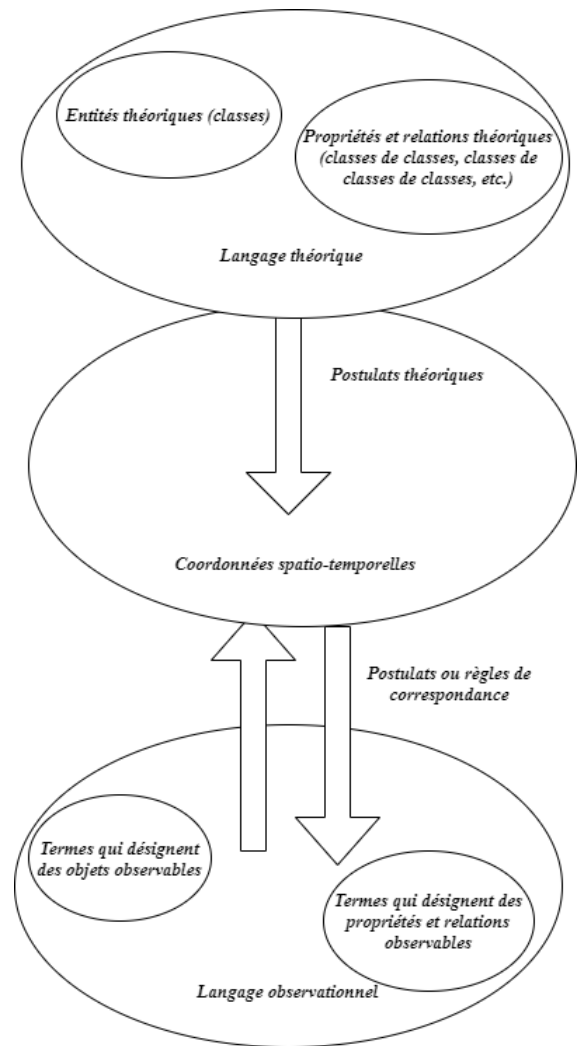 Entités théoriques (classes)
Propriétés et relations théoriques
(classes de classes, classes de
classes de classes, etc.)
Langage théorique
Postulats théoriques
Coordonnées spatio-temporelles
Postulats ou règles de
correspondance
Termes qui désignent
des objets observables
Termes qui désignent des
propriétés et relations
observables
Langage observationnel